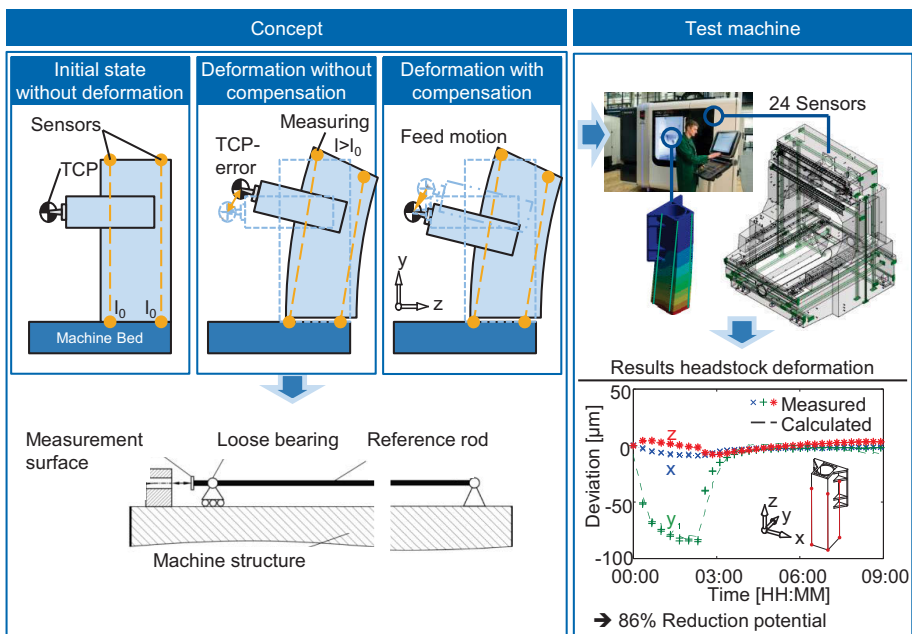 Concept
Test machine
Initial state
without deformation
Deformation without
compensation
Deformation with
compensation
Sensors
TCP
l₀ l₀
Machine Bed
TCP-
error
Measuring
l>l₀
Feed motion
y
z
24 Sensors
Measurement
surface
Loose bearing
Reference rod
Machine structure
Results headstock deformation
Deviation [µm]
50
0
-50
-100
Measured
Calculated
z
x
y
z
y
x
00:00 03:00 06:00 09:00
Time [HH:MM]
➔ 86% Reduction potential